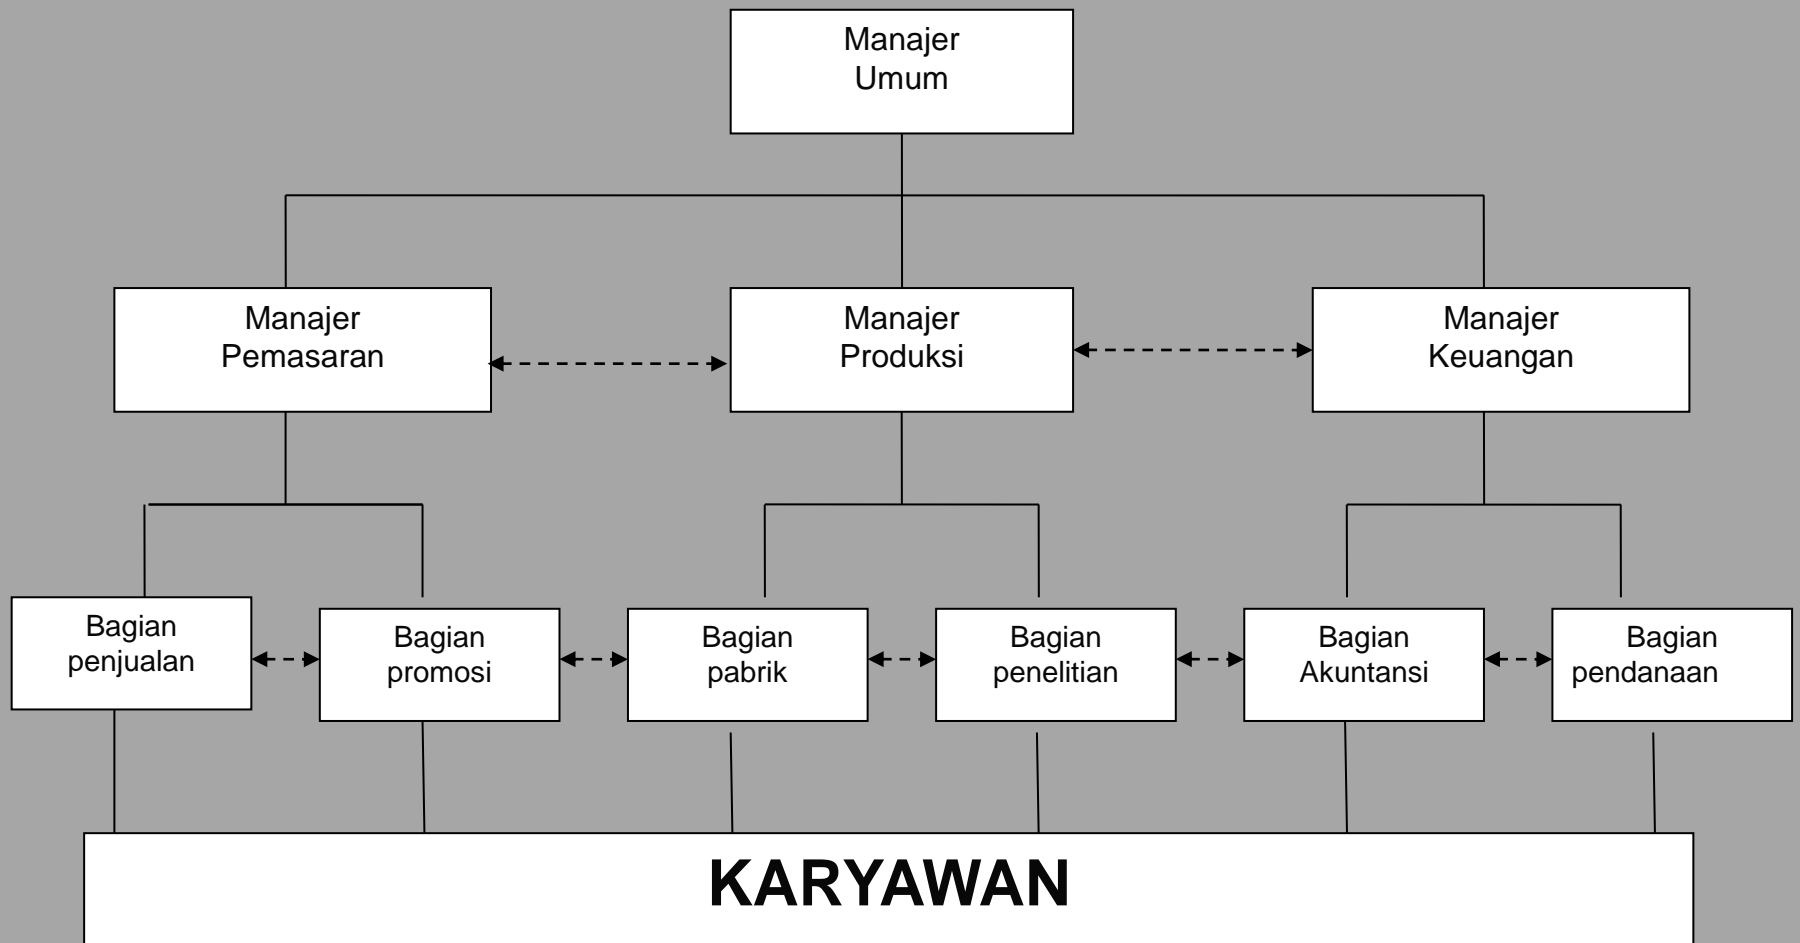 Manajer
Umum
Manajer
Pemasaran
Manajer
Produksi
Manajer
Keuangan
Bagian
penjualan
Bagian
promosi
Bagian
pabrik
Bagian
penelitian
Bagian
Akuntansi
Bagian
pendanaan
KARYAWAN